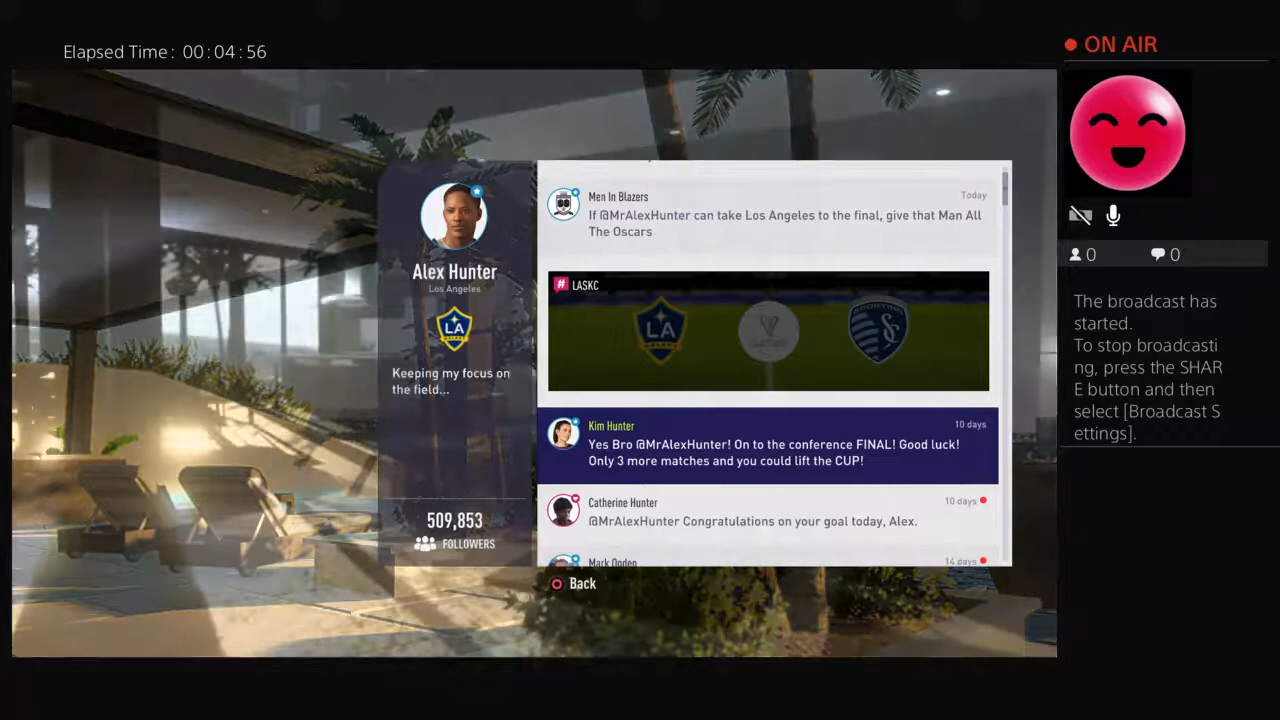 Elapsed Time: 00:04:56
ON AIR
Men In Blazers
Today
If @MrAlexHunter can take Los Angeles to the final, give that Man All
The Oscars
# LASKC
LA
LA
Alex Hunter
Los Angeles
Keeping my focus on
the field...
509,853
FOLLOWERS
Kim Hunter
10 days
Yes Bro @MrAlexHunter! On to the conference FINAL! Good luck!
Only 3 more matches and you could lift the CUP!
Catherine Hunter
10 days
@MrAlexHunter Congratulations on your goal today, Alex.
Mark Ogden
14 days
Back
0
0
The broadcast has
started.
To stop broadcasti
ng, press the SHAR
E button and then
select [Broadcast S
ettings].